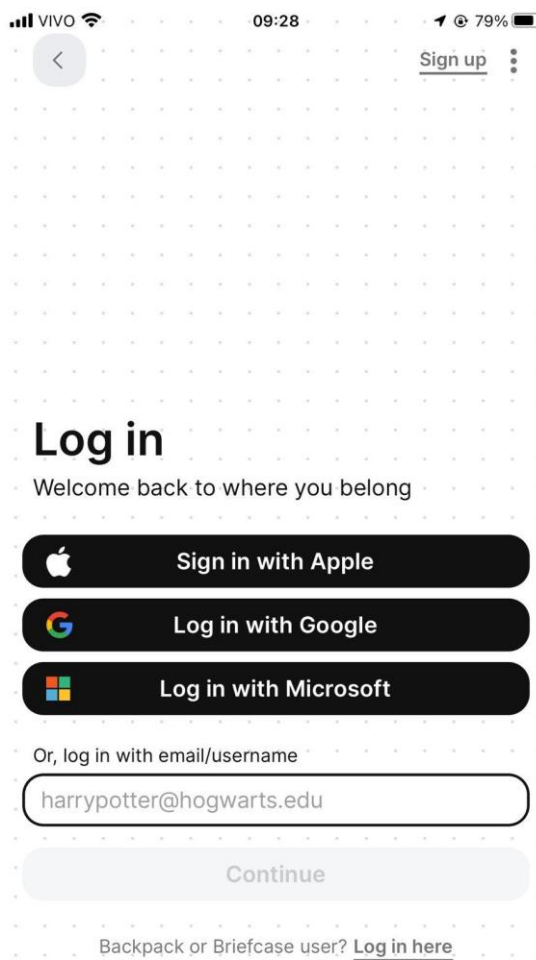 VIVO 09:28 79%
Sign up
Log in
Welcome back to where you belong
Sign in with Apple
Log in with Google
Log in with Microsoft
Or, log in with email/username
harrypotter@hogwarts.edu
Continue
Backpack or Briefcase user? Log in here